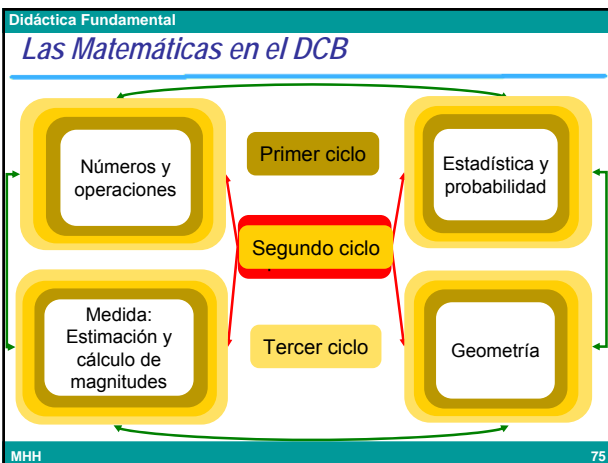 Didáctica Fundamental
Las Matemáticas en el DCB
Números y
operaciones
Primer ciclo
Estadística y
probabilidad
Segundo ciclo
Medida:
Estimación y
cálculo de
magnitudes
Tercer ciclo
Geometría
MHH
75